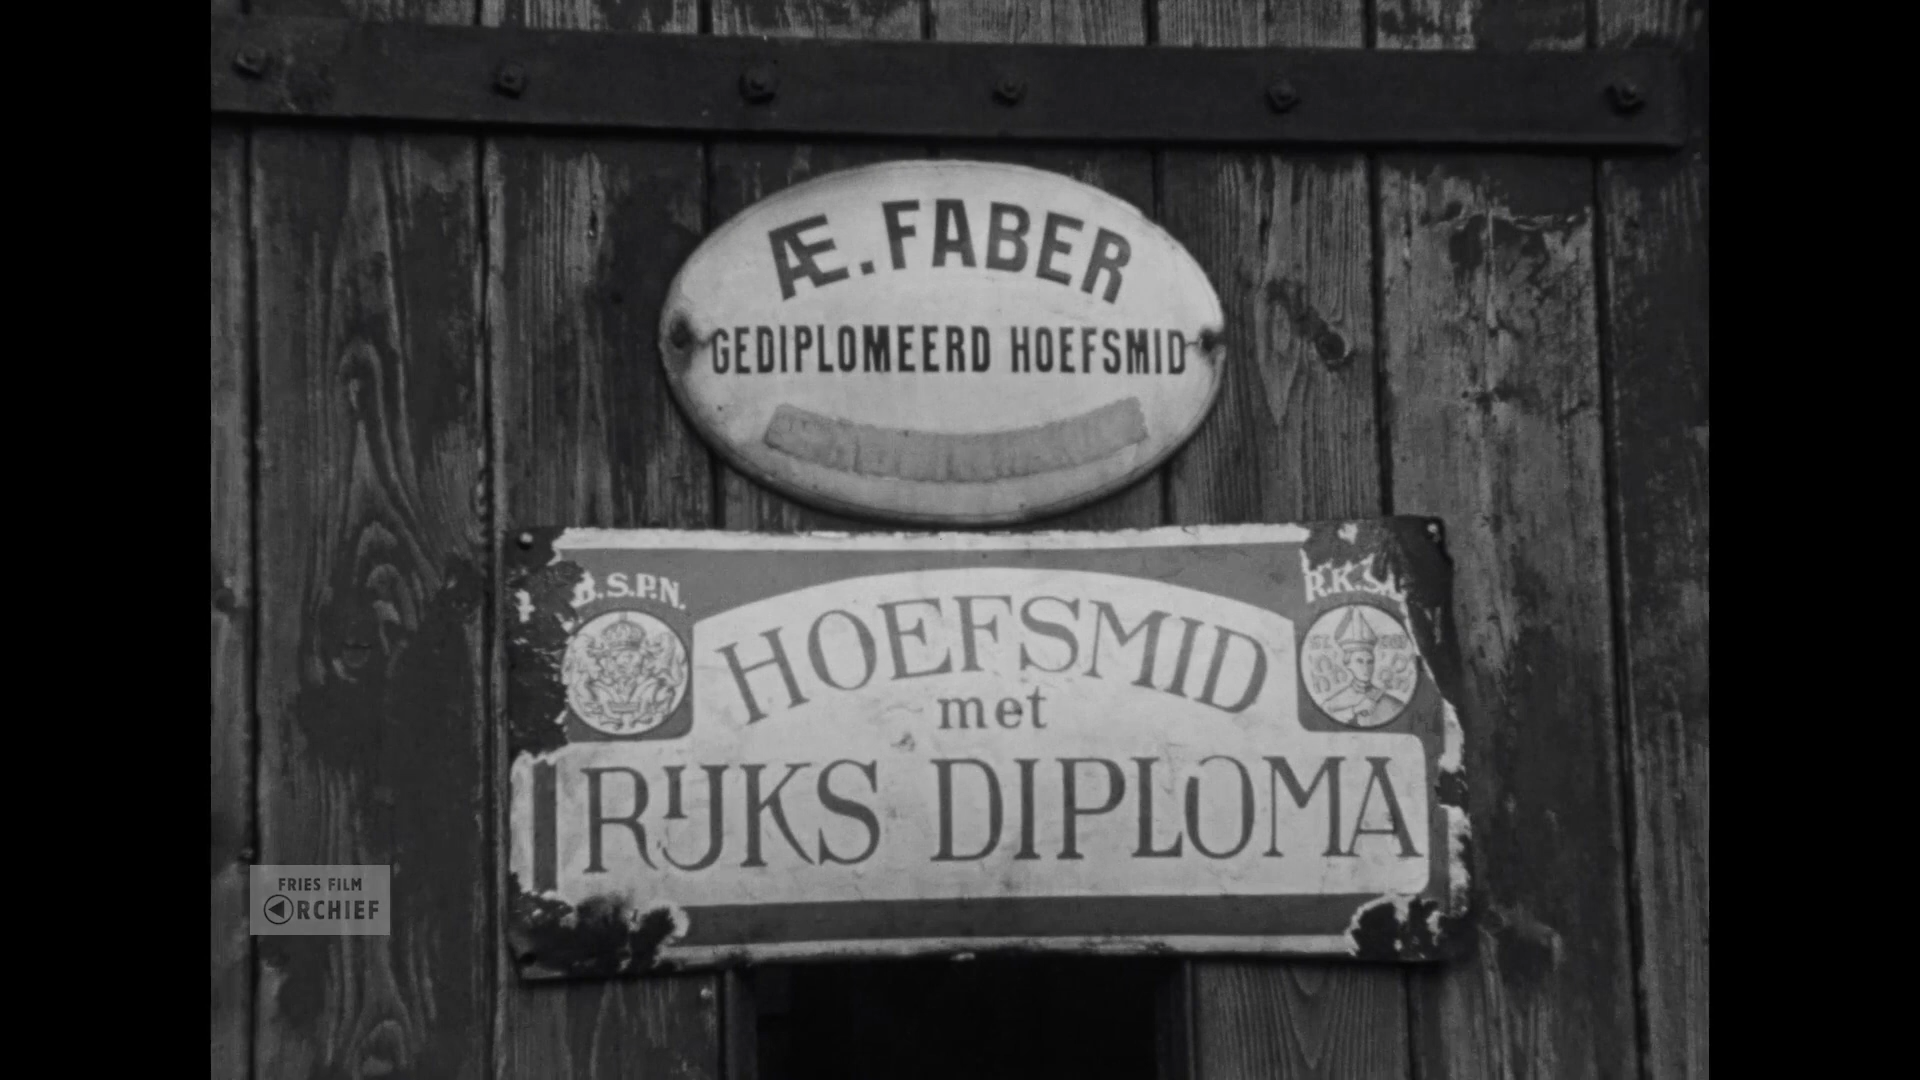 Æ. FABER
GEDIPLOMEERD HOEFSMID
B.S.P.N.
R.K.S.
HOEFSMID
met
RIJKS DIPLOMA
FRIES FILM
ARCHIEF